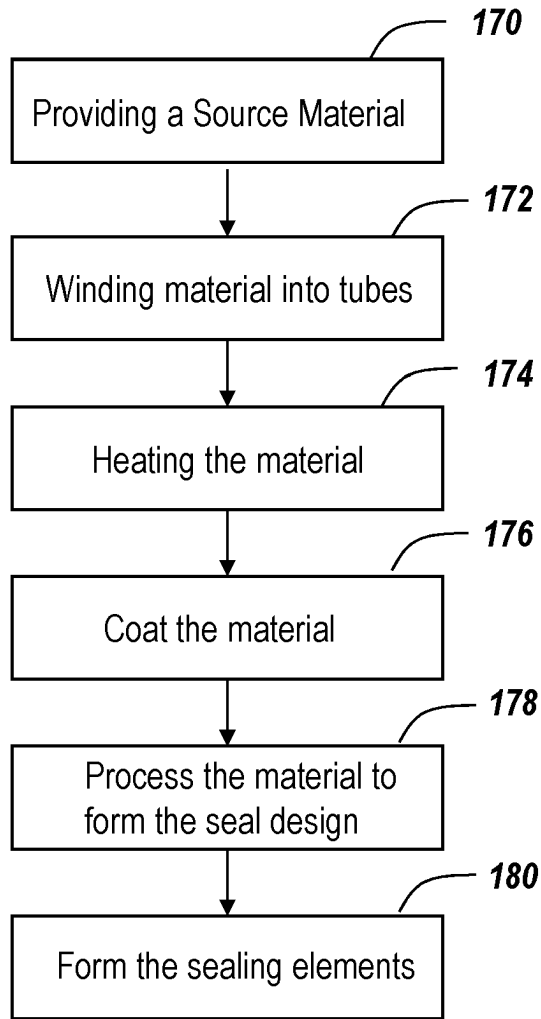 170
Providing a Source Material
172
Winding material into tubes
174
Heating the material
176
Coat the material
178
Process the material to
form the seal design
180
Form the sealing elements